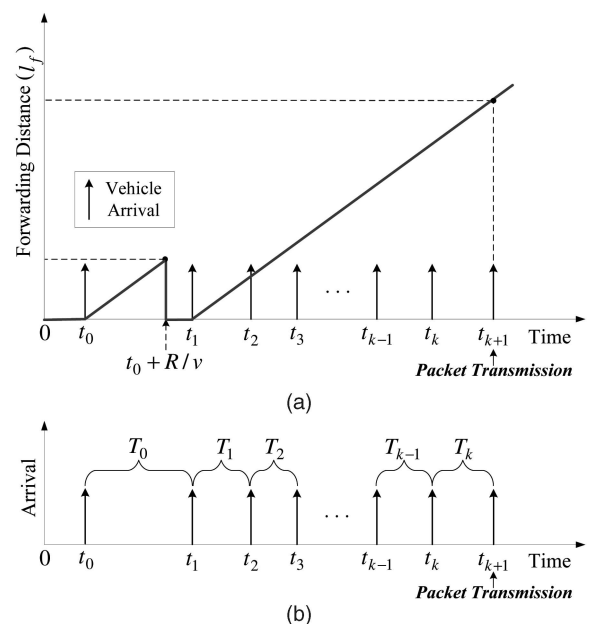 Forwarding Distance (l_f)
Vehicle
Arrival
0 t_0 t_1 t_2 t_3 . . . t_{k−1} t_k t_{k+1} Time
t_0 + R / v
Packet Transmission
(a)
Arrival
T_0 T_1 T_2 T_{k−1} T_k
. . .
0 t_0 t_1 t_2 t_3 t_{k−1} t_k t_{k+1} Time
Packet Transmission
(b)